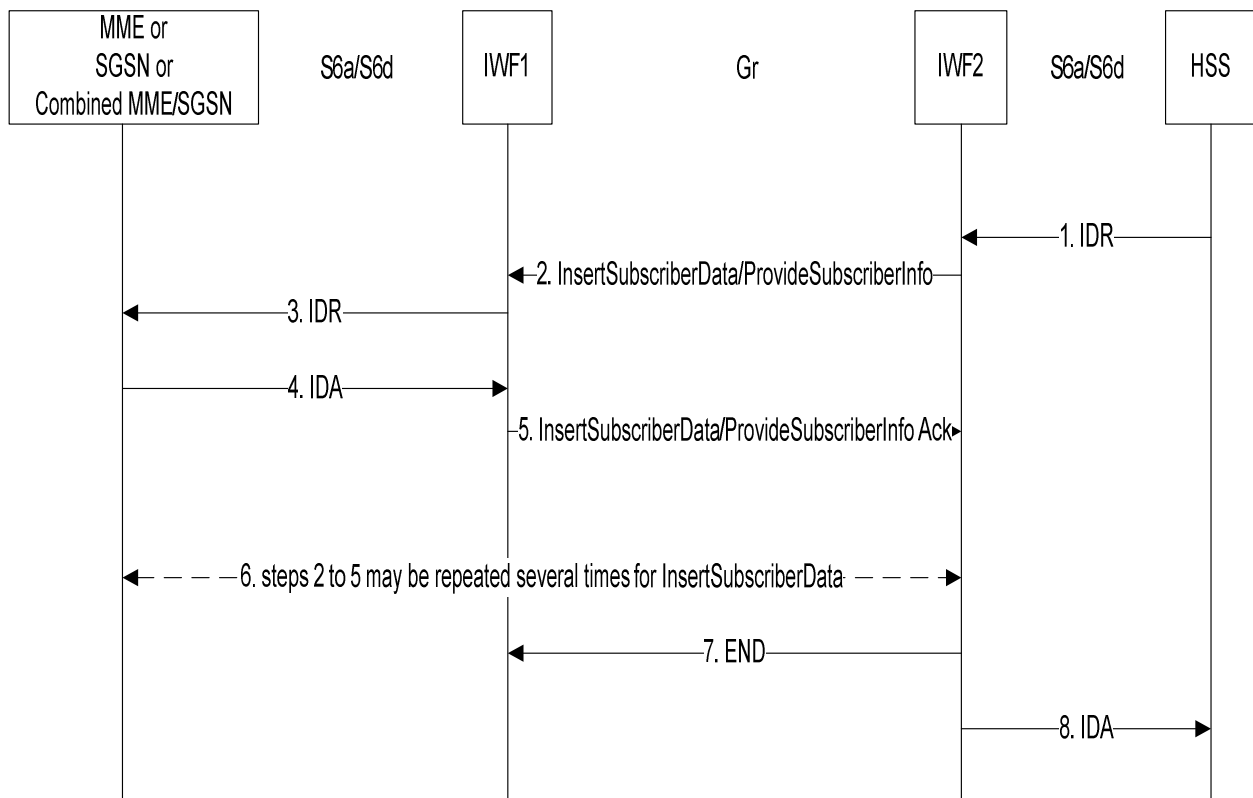 MME or
SGSN or
Combined MME/SGSN
S6a/S6d
IWF1
Gr
IWF2
S6a/S6d
HSS
1. IDR
2. InsertSubscriberData/ProvideSubscriberInfo
3. IDR
4. IDA
5. InsertSubscriberData/ProvideSubscriberInfo Ack
6. steps 2 to 5 may be repeated several times for InsertSubscriberData
7. END
8. IDA